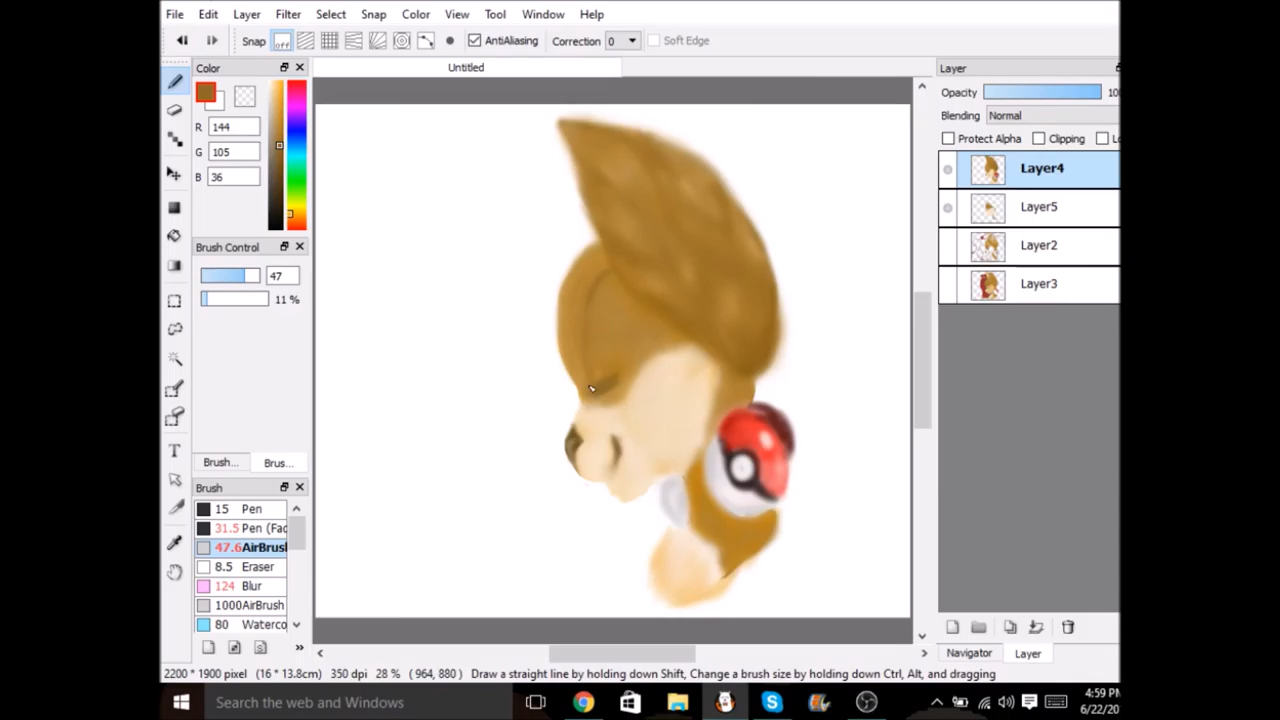 File Edit Layer Filter Select Snap Color View Tool Window Help
Snap off AntiAliasing Correction 0 Soft Edge
Color
Untitled
Layer
R 144
G 105
B 36
Opacity 10
Blending Normal
Protect Alpha Clipping Lo
Layer4
Layer5
Layer2
Layer3
Brush Control
47
11 %
Brush... Brus...
Brush
15 Pen
31.5 Pen (Fad
47.6 AirBrus
8.5 Eraser
124 Blur
1000 AirBrush
80 Waterco
T
Navigator Layer
2200 * 1900 pixel (16 * 13.8cm) 350 dpi 28 % ( 964, 880 ) Draw a straight line by holding down Shift, Change a brush size by holding down Ctrl, Alt, and dragging
Search the web and Windows
4:59 PM
6/22/20